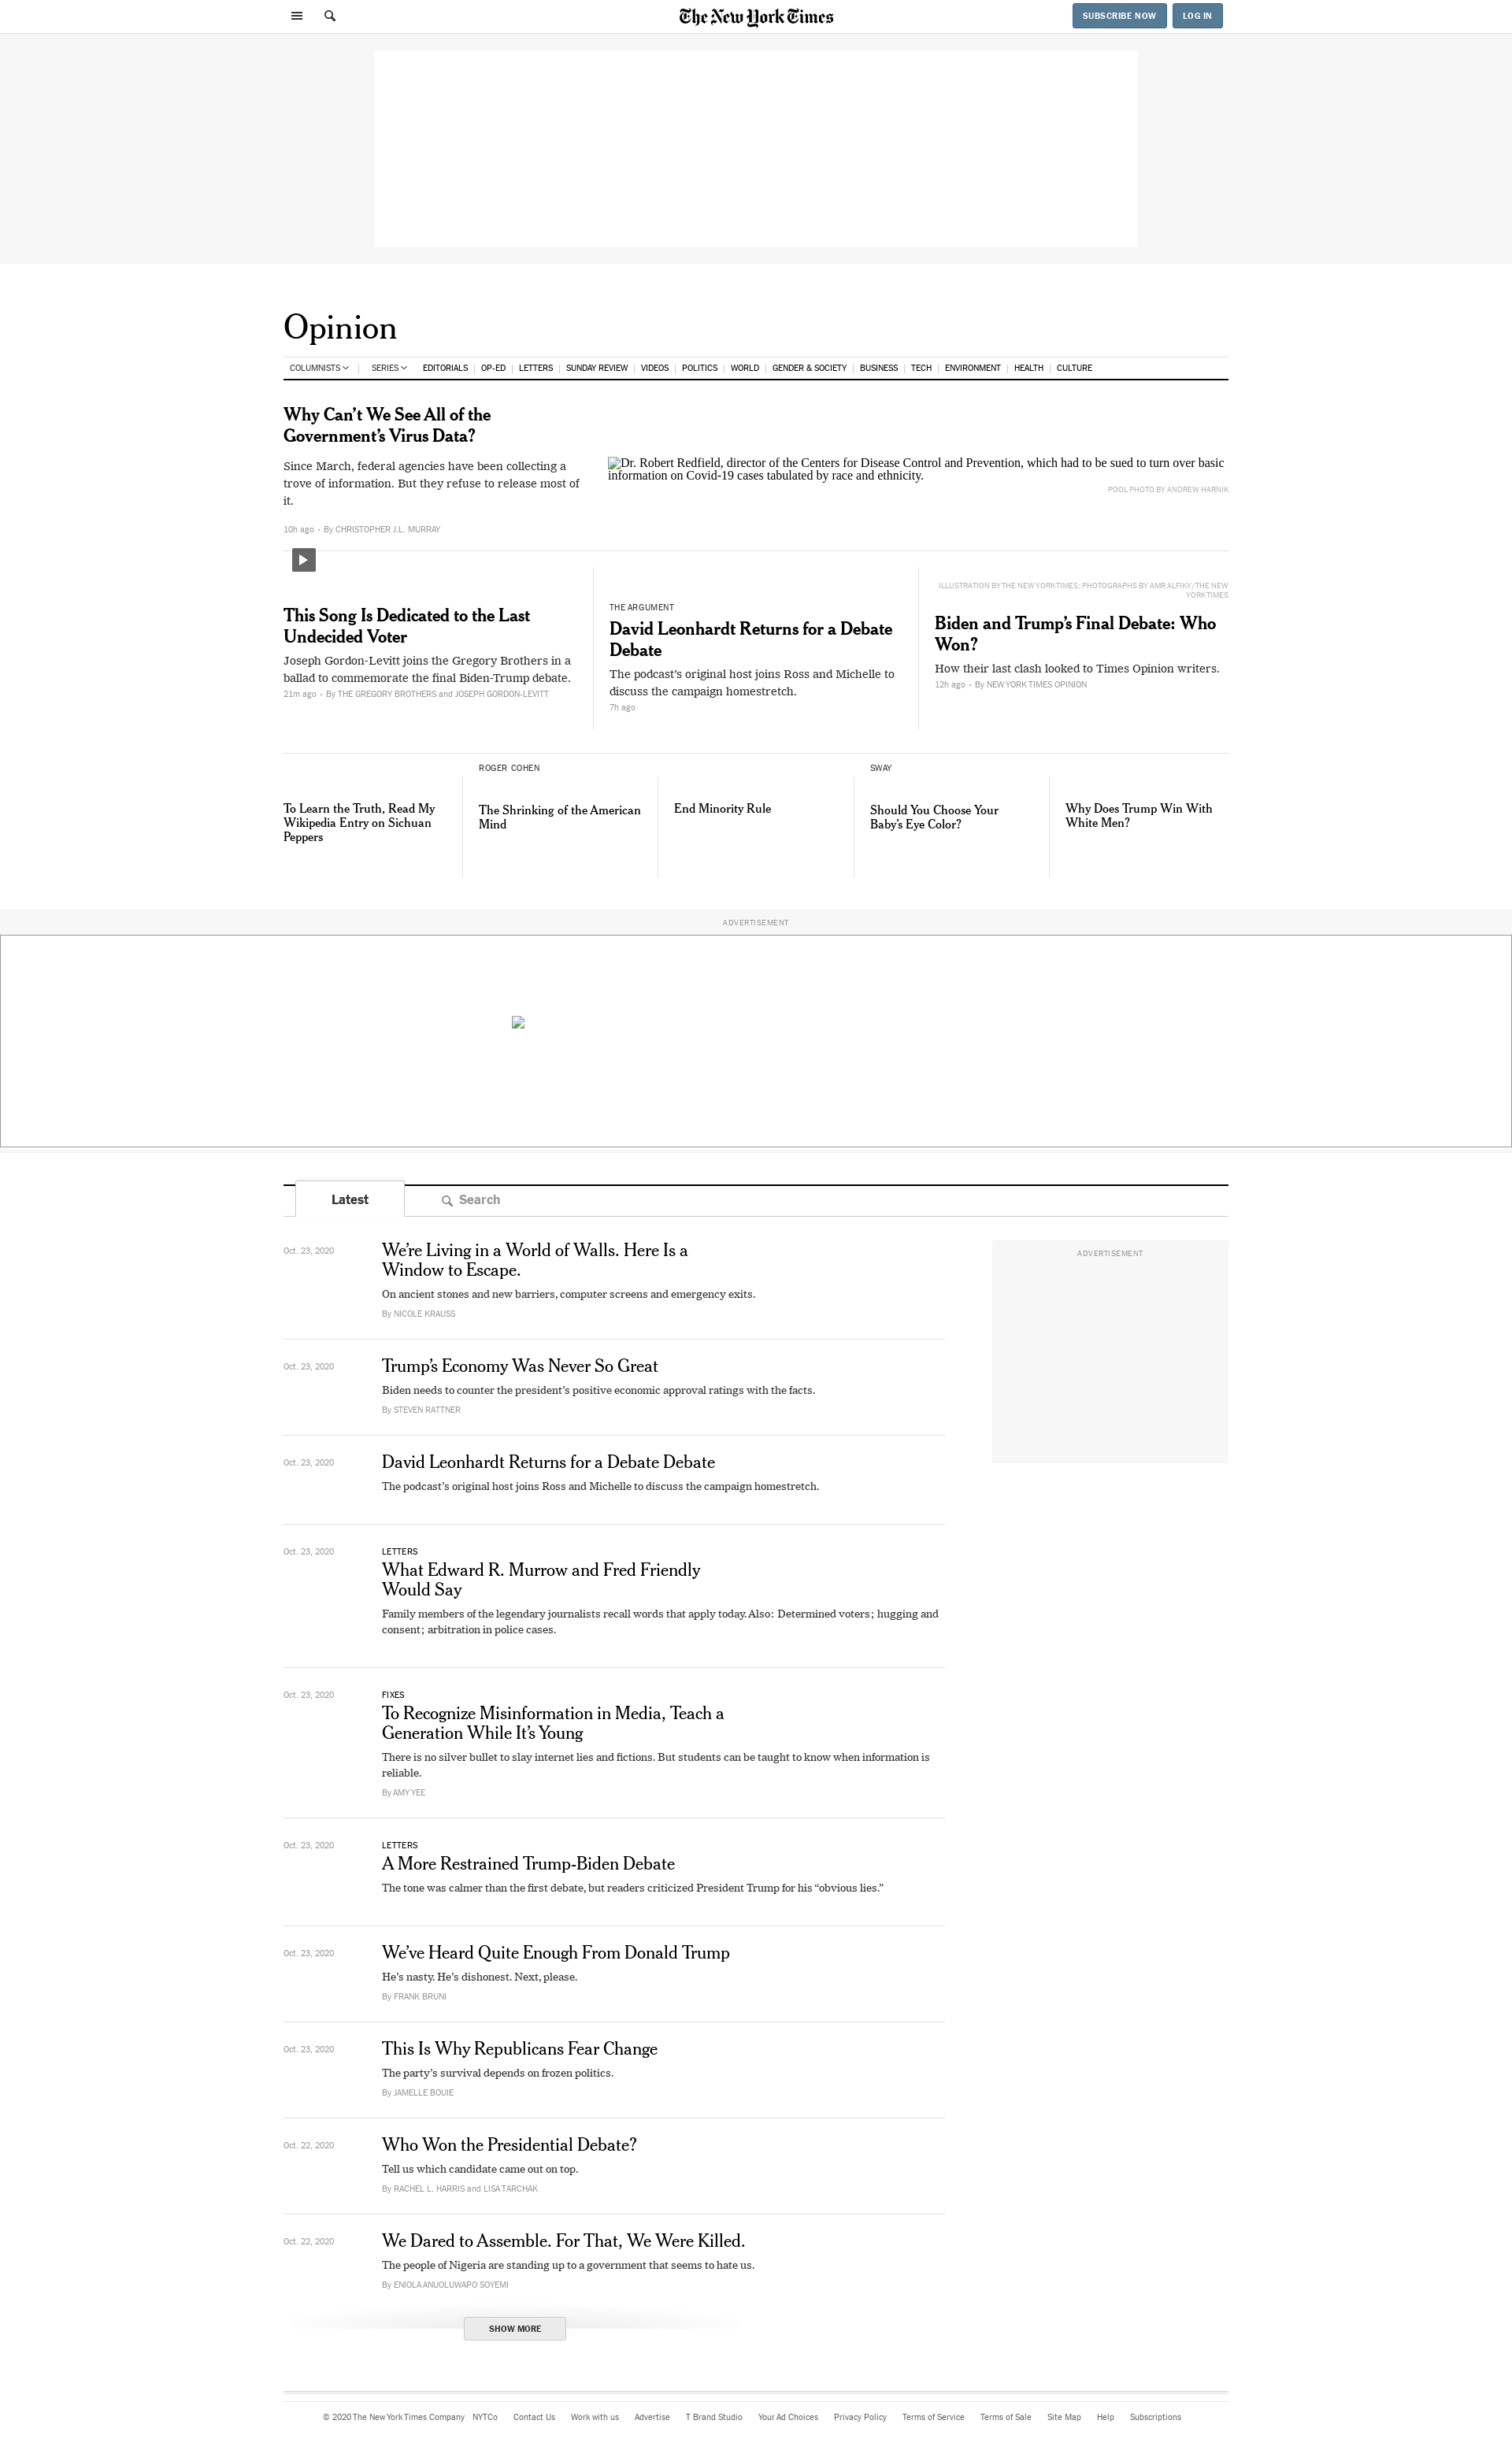 The New York Times
SUBSCRIBE NOW
LOG IN
Opinion
COLUMNISTS
SERIES
EDITORIALS
OP-ED
LETTERS
SUNDAY REVIEW
VIDEOS
POLITICS
WORLD
GENDER & SOCIETY
BUSINESS
TECH
ENVIRONMENT
HEALTH
CULTURE
Why Can’t We See All of the
Government’s Virus Data?
Since March, federal agencies have been collecting a
trove of information. But they refuse to release most of
it.
10h ago • By CHRISTOPHER J.L. MURRAY
Dr. Robert Redfield, director of the Centers for Disease Control and Prevention, which had to be sued to turn over basic
information on Covid-19 cases tabulated by race and ethnicity.
POOL PHOTO BY ANDREW HARNIK
This Song Is Dedicated to the Last
Undecided Voter
Joseph Gordon-Levitt joins the Gregory Brothers in a
ballad to commemorate the final Biden-Trump debate.
21m ago • By THE GREGORY BROTHERS and JOSEPH GORDON-LEVITT
THE ARGUMENT
David Leonhardt Returns for a Debate
Debate
The podcast’s original host joins Ross and Michelle to
discuss the campaign homestretch.
7h ago
ILLUSTRATION BY THE NEW YORK TIMES; PHOTOGRAPHS BY AMR ALFIKY/THE NEW
YORK TIMES
Biden and Trump’s Final Debate: Who
Won?
How their last clash looked to Times Opinion writers.
12h ago • By NEW YORK TIMES OPINION
To Learn the Truth, Read My
Wikipedia Entry on Sichuan
Peppers
ROGER COHEN
The Shrinking of the American
Mind
End Minority Rule
SWAY
Should You Choose Your
Baby’s Eye Color?
Why Does Trump Win With
White Men?
ADVERTISEMENT
Latest
Search
ADVERTISEMENT
Oct. 23, 2020
We’re Living in a World of Walls. Here Is a
Window to Escape.
On ancient stones and new barriers, computer screens and emergency exits.
By NICOLE KRAUSS
Oct. 23, 2020
Trump’s Economy Was Never So Great
Biden needs to counter the president’s positive economic approval ratings with the facts.
By STEVEN RATTNER
Oct. 23, 2020
David Leonhardt Returns for a Debate Debate
The podcast’s original host joins Ross and Michelle to discuss the campaign homestretch.
Oct. 23, 2020
LETTERS
What Edward R. Murrow and Fred Friendly
Would Say
Family members of the legendary journalists recall words that apply today. Also: Determined voters; hugging and
consent; arbitration in police cases.
Oct. 23, 2020
FIXES
To Recognize Misinformation in Media, Teach a
Generation While It’s Young
There is no silver bullet to slay internet lies and fictions. But students can be taught to know when information is
reliable.
By AMY YEE
Oct. 23, 2020
LETTERS
A More Restrained Trump-Biden Debate
The tone was calmer than the first debate, but readers criticized President Trump for his “obvious lies.”
Oct. 23, 2020
We’ve Heard Quite Enough From Donald Trump
He’s nasty. He’s dishonest. Next, please.
By FRANK BRUNI
Oct. 23, 2020
This Is Why Republicans Fear Change
The party’s survival depends on frozen politics.
By JAMELLE BOUIE
Oct. 22, 2020
Who Won the Presidential Debate?
Tell us which candidate came out on top.
By RACHEL L. HARRIS and LISA TARCHAK
Oct. 22, 2020
We Dared to Assemble. For That, We Were Killed.
The people of Nigeria are standing up to a government that seems to hate us.
By ENIOLA ANUOLUWAPO SOYEMI
SHOW MORE
© 2020 The New York Times Company
NYTCo
Contact Us
Work with us
Advertise
T Brand Studio
Your Ad Choices
Privacy Policy
Terms of Service
Terms of Sale
Site Map
Help
Subscriptions